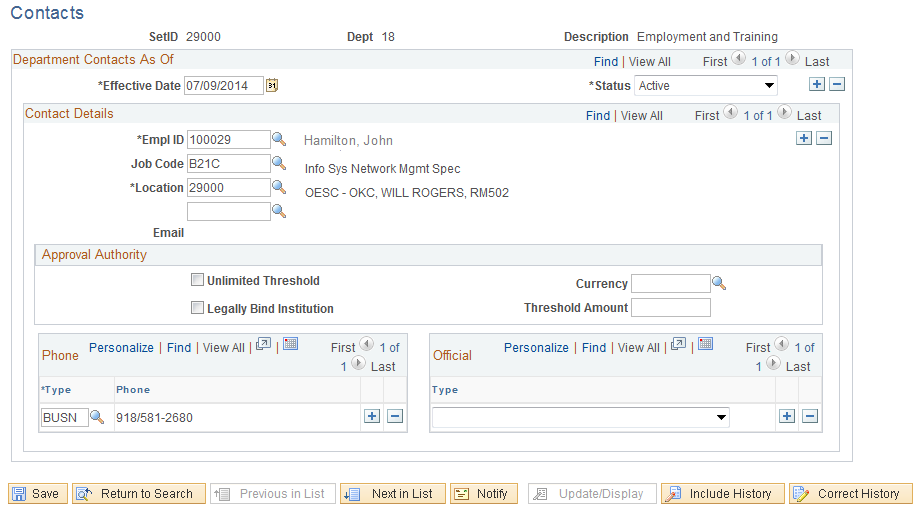 Contacts
SetID 29000 Dept 18 Description Employment and Training
Department Contacts As Of Find | View All First 1 of 1 Last
*Effective Date 07/09/2014 31 *Status Active
Contact Details Find | View All First 1 of 1 Last
*Empl ID 100029 Hamilton, John
Job Code B21C Info Sys Network Mgmt Spec
*Location 29000 OESC - OKC, WILL ROGERS, RM502
Email
Approval Authority
Unlimited Threshold Currency
Legally Bind Institution Threshold Amount
Phone Personalize | Find | View All | | First 1 of
1 Last
Official Personalize | Find | View All | | First 1 of
1 Last
*Type Phone Type
BUSN 918/581-2680
Save Return to Search Previous in List Next in List Notify Update/Display Include History Correct History